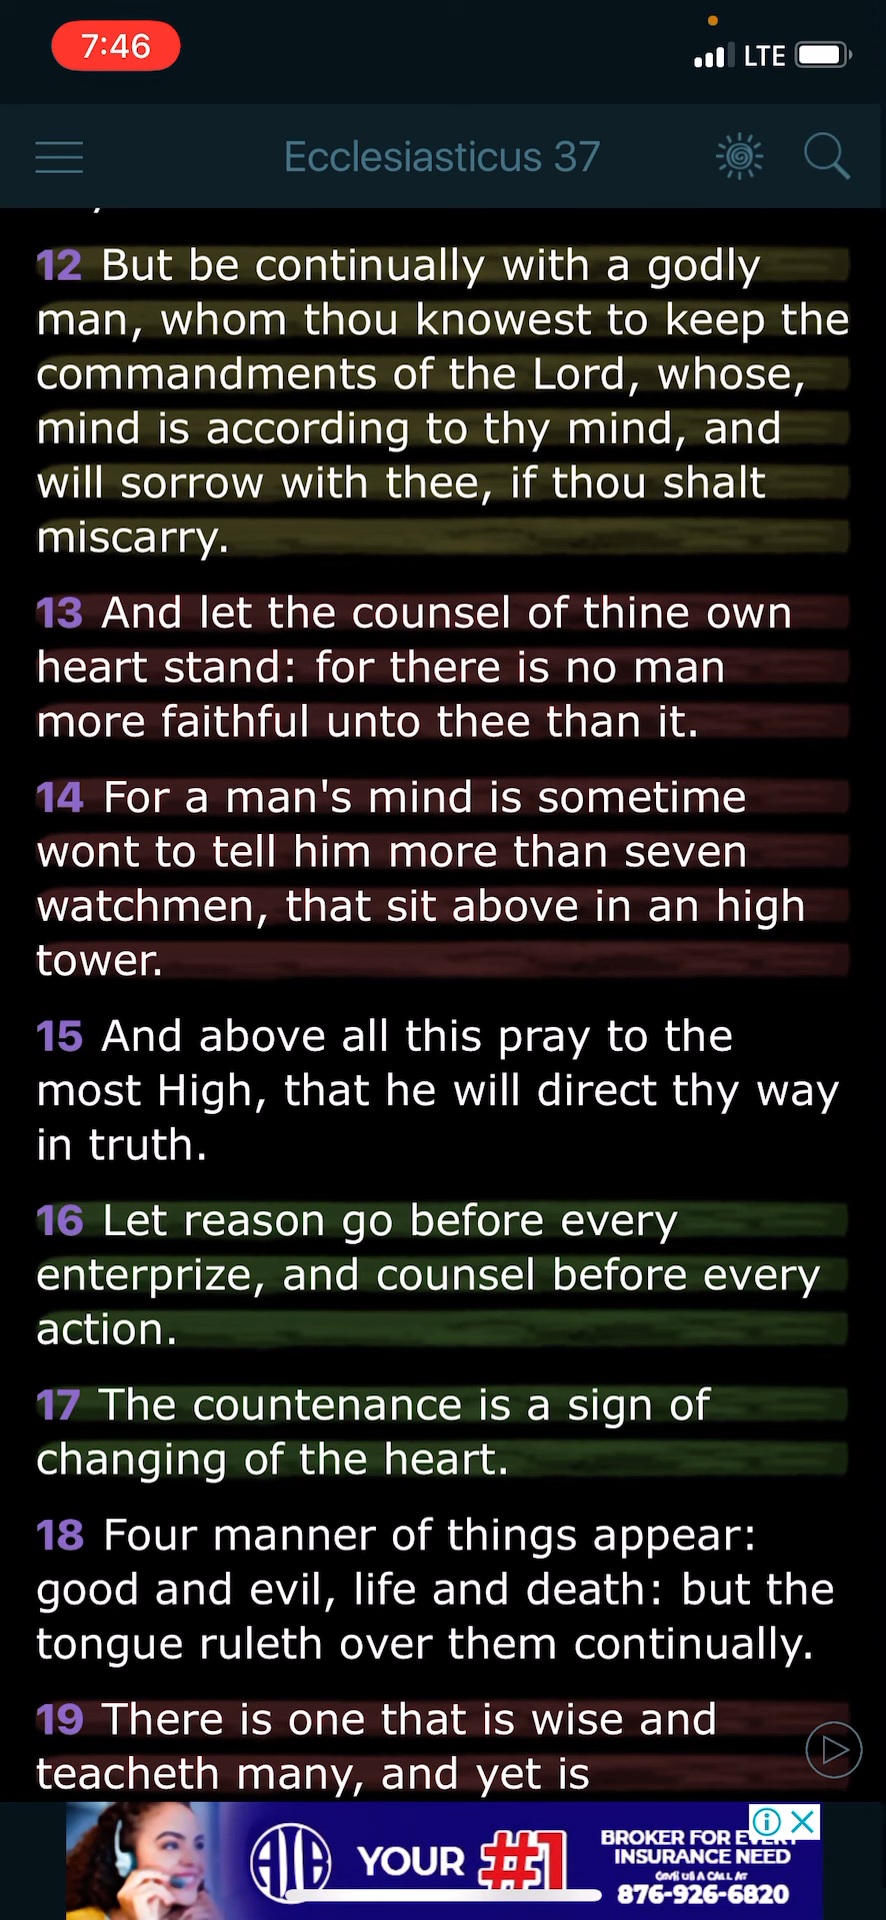 7:46
LTE
Ecclesiasticus 37
12 But be continually with a godly
man, whom thou knowest to keep the
commandments of the Lord, whose,
mind is according to thy mind, and
will sorrow with thee, if thou shalt
miscarry.
13 And let the counsel of thine own
heart stand: for there is no man
more faithful unto thee than it.
14 For a man's mind is sometime
wont to tell him more than seven
watchmen, that sit above in an high
tower.
15 And above all this pray to the
most High, that he will direct thy way
in truth.
16 Let reason go before every
enterprize, and counsel before every
action.
17 The countenance is a sign of
changing of the heart.
18 Four manner of things appear:
good and evil, life and death: but the
tongue ruleth over them continually.
19 There is one that is wise and
teacheth many, and yet is
YOUR #1
BROKER FOR EVERY
INSURANCE NEED
GIVE US A CALL AT
876-926-6820